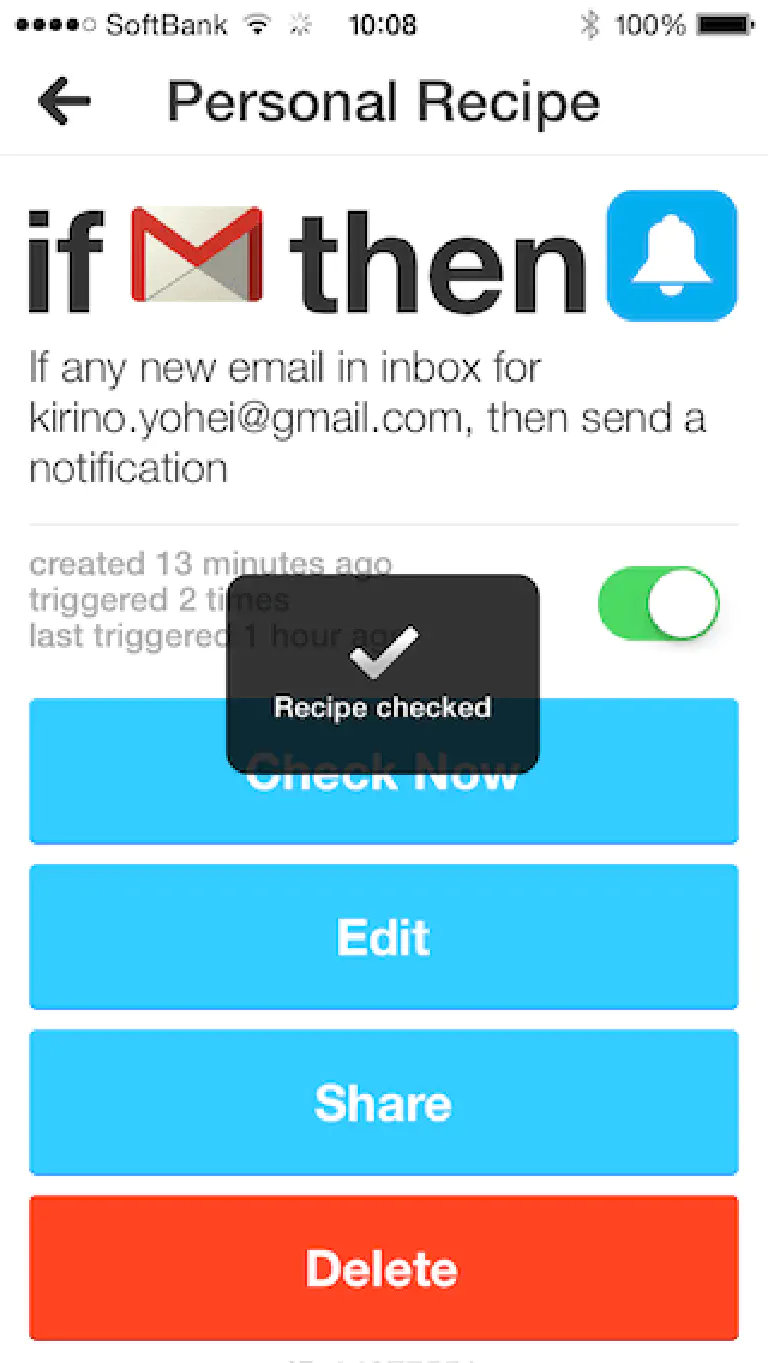 SoftBank 10:08 100%
Personal Recipe
if then
If any new email in inbox for
kirino.yohei@gmail.com, then send a
notification
created 13 minutes ago
triggered 2 times
last triggered 1 hour ago
Recipe checked
Check Now
Edit
Share
Delete